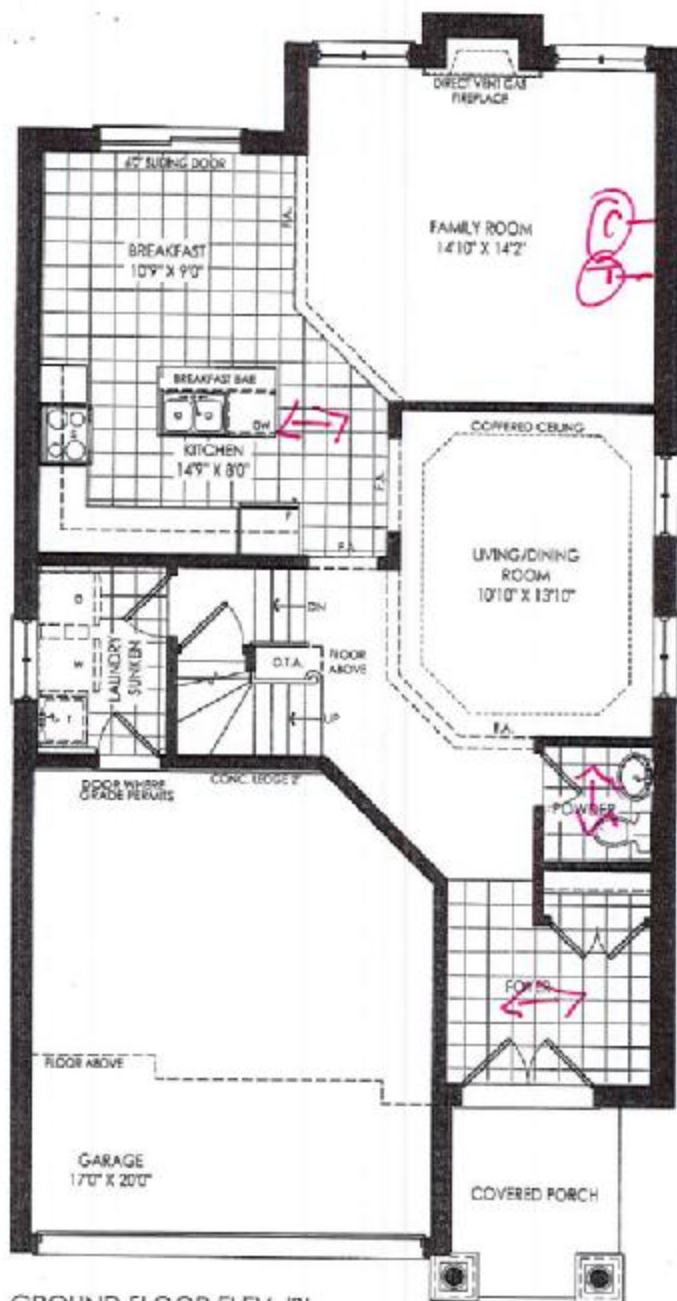 DIRECT VENT GAS
FIREPLACE
6'0" SLIDING DOOR
F.A.
FAMILY ROOM
14'10" X 14'2"
C
T
BREAKFAST
10'9" X 9'0"
BREAKFAST BAR
DW
KITCHEN
14'9" X 8'0"
F
F.A.
F.A.
COFFERED CEILING
LIVING/DINING
ROOM
10'10" X 13'10"
F.A.
D
W
T
LAUNDRY
SUNKEN
DN
O.T.A.
FLOOR
ABOVE
UP
DOOR WHERE
GRADE PERMITS
CONC. LEDGE 2"
POWDER
FOYER
FLOOR ABOVE
GARAGE
17'0" X 20'0"
COVERED PORCH
GROUND FLOOR ELEV.